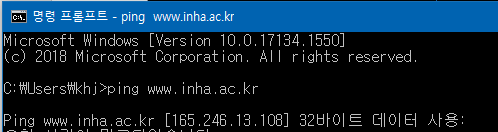 명령 프롬프트 - ping www.inha.ac.kr
Microsoft Windows [Version 10.0.17134.1550]
(c) 2018 Microsoft Corporation. All rights reserved.
C:₩Users₩khj>ping www.inha.ac.kr
Ping www.inha.ac.kr [165.246.13.108] 32바이트 데이터 사용: